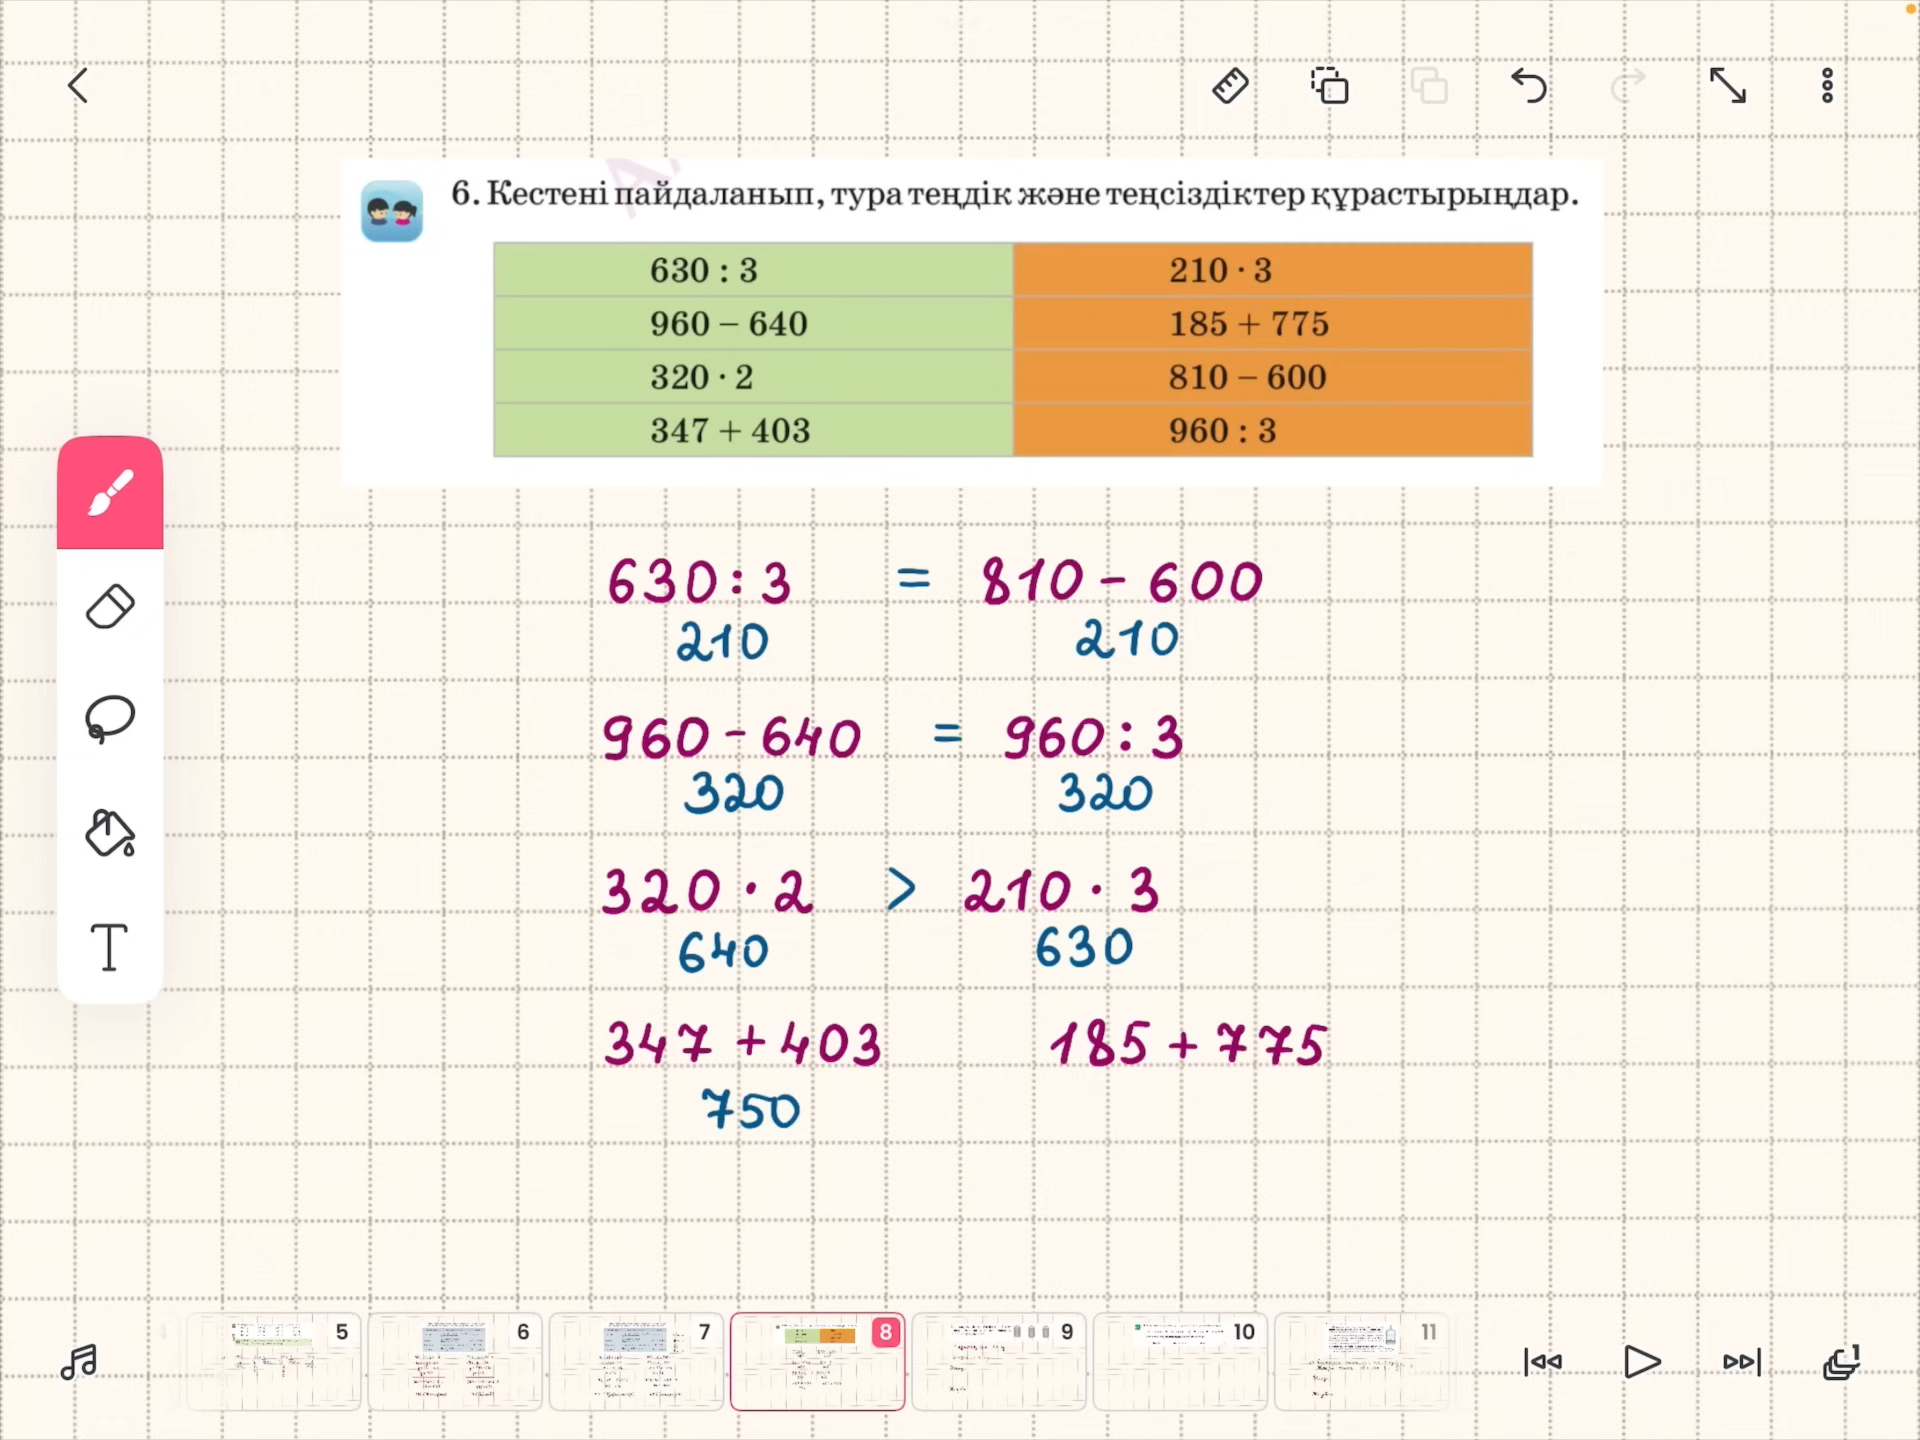 6. Кестені пайдаланып, тура теңдік және теңсіздіктер құрастырыңдар.
630 : 3 210 · 3
960 – 640 185 + 775
320 · 2 810 – 600
347 + 403 960 : 3
630 : 3 = 810 - 600
210 210
960 - 640 = 960 : 3
320 320
320 · 2 > 210 · 3
640 630
347 + 403 185 + 775
750
T
5 6 7 8 9 10 11